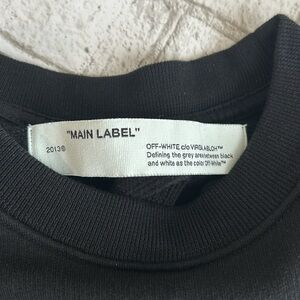 "MAIN LABEL"
2013®
OFF-WHITE c/o VIRGIL ABLOH™
Defining the grey area between black
and white as the color Off-White™